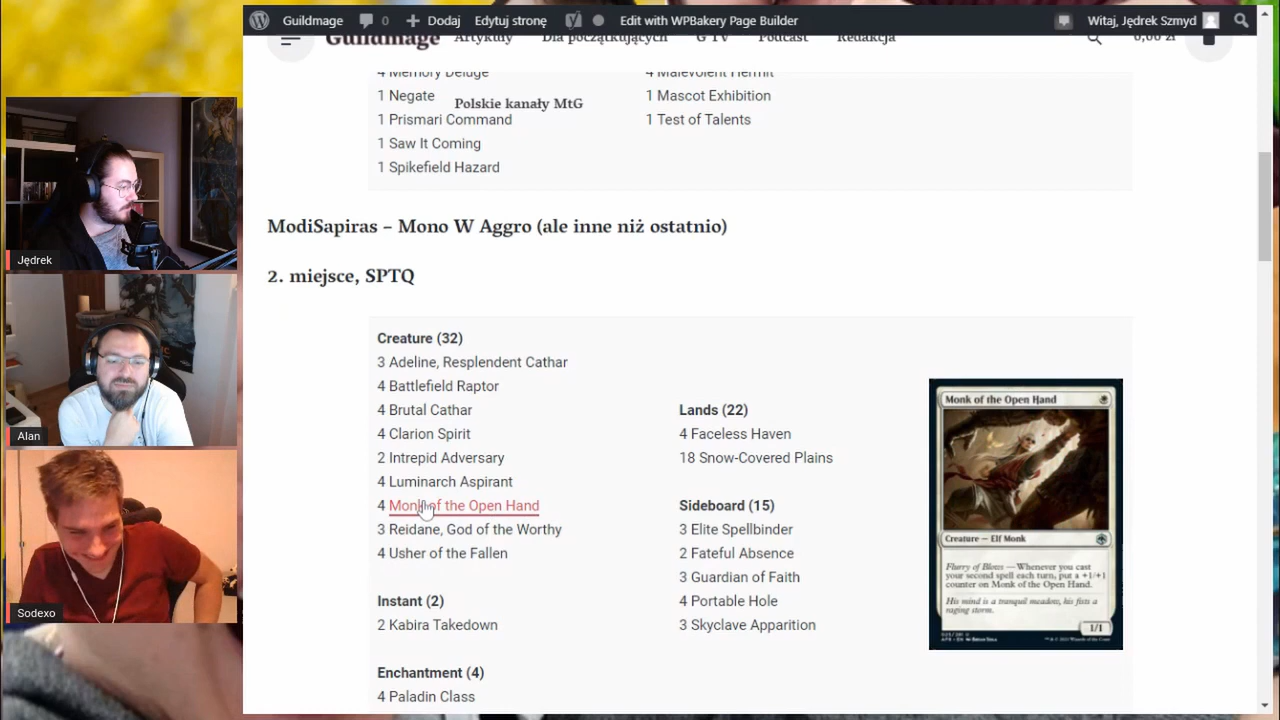 Guildmage 0 Dodaj Edytuj stronę Edit with WPBakery Page Builder Witaj, Jędrek Szmyd
Guildmage Artykuły Dla początkujących G TV Podcast Redakcja 0,00 zł
4 Memory Deluge
1 Negate
Polskie kanały MtG
1 Prismari Command
1 Saw It Coming
1 Spikefield Hazard
4 Malevolent Hermit
1 Mascot Exhibition
1 Test of Talents
ModiSapiras – Mono W Aggro (ale inne niż ostatnio)
2. miejsce, SPTQ
Creature (32)
3 Adeline, Resplendent Cathar
4 Battlefield Raptor
4 Brutal Cathar
4 Clarion Spirit
2 Intrepid Adversary
4 Luminarch Aspirant
4 Monk of the Open Hand
3 Reidane, God of the Worthy
4 Usher of the Fallen
Instant (2)
2 Kabira Takedown
Enchantment (4)
4 Paladin Class
Lands (22)
4 Faceless Haven
18 Snow-Covered Plains
Sideboard (15)
3 Elite Spellbinder
2 Fateful Absence
3 Guardian of Faith
4 Portable Hole
3 Skyclave Apparition
Monk of the Open Hand
Creature — Elf Monk
Flurry of Blows — Whenever you cast
your second spell each turn, put a +1/+1
counter on Monk of the Open Hand.
His mind is a tranquil meadow, his fists a
raging storm.
1/1
Jędrek
Alan
Sodexo